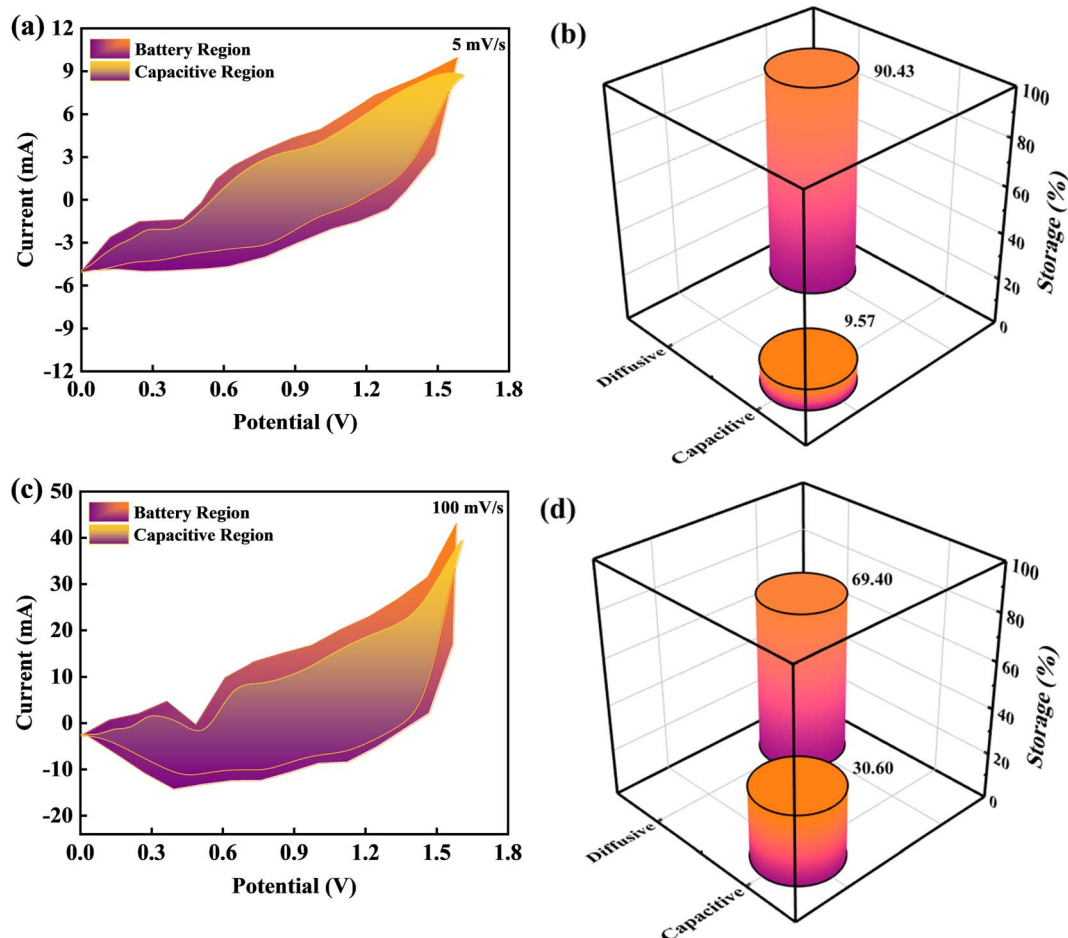 (a)
12
9
6
3
0
-3
-6
-9
-12
Current (mA)
Battery Region
Capacitive Region
5 mV/s
0.0 0.3 0.6 0.9 1.2 1.5 1.8
Potential (V)
(b)
90.43
9.57
100
80
60
40
20
0
Storage (%)
Diffusive
Capacitive
(c)
50
40
30
20
10
0
-10
-20
Current (mA)
Battery Region
Capacitive Region
100 mV/s
0.0 0.3 0.6 0.9 1.2 1.5 1.8
Potential (V)
(d)
69.40
30.60
100
80
60
40
20
0
Storage (%)
Diffusive
Capacitive